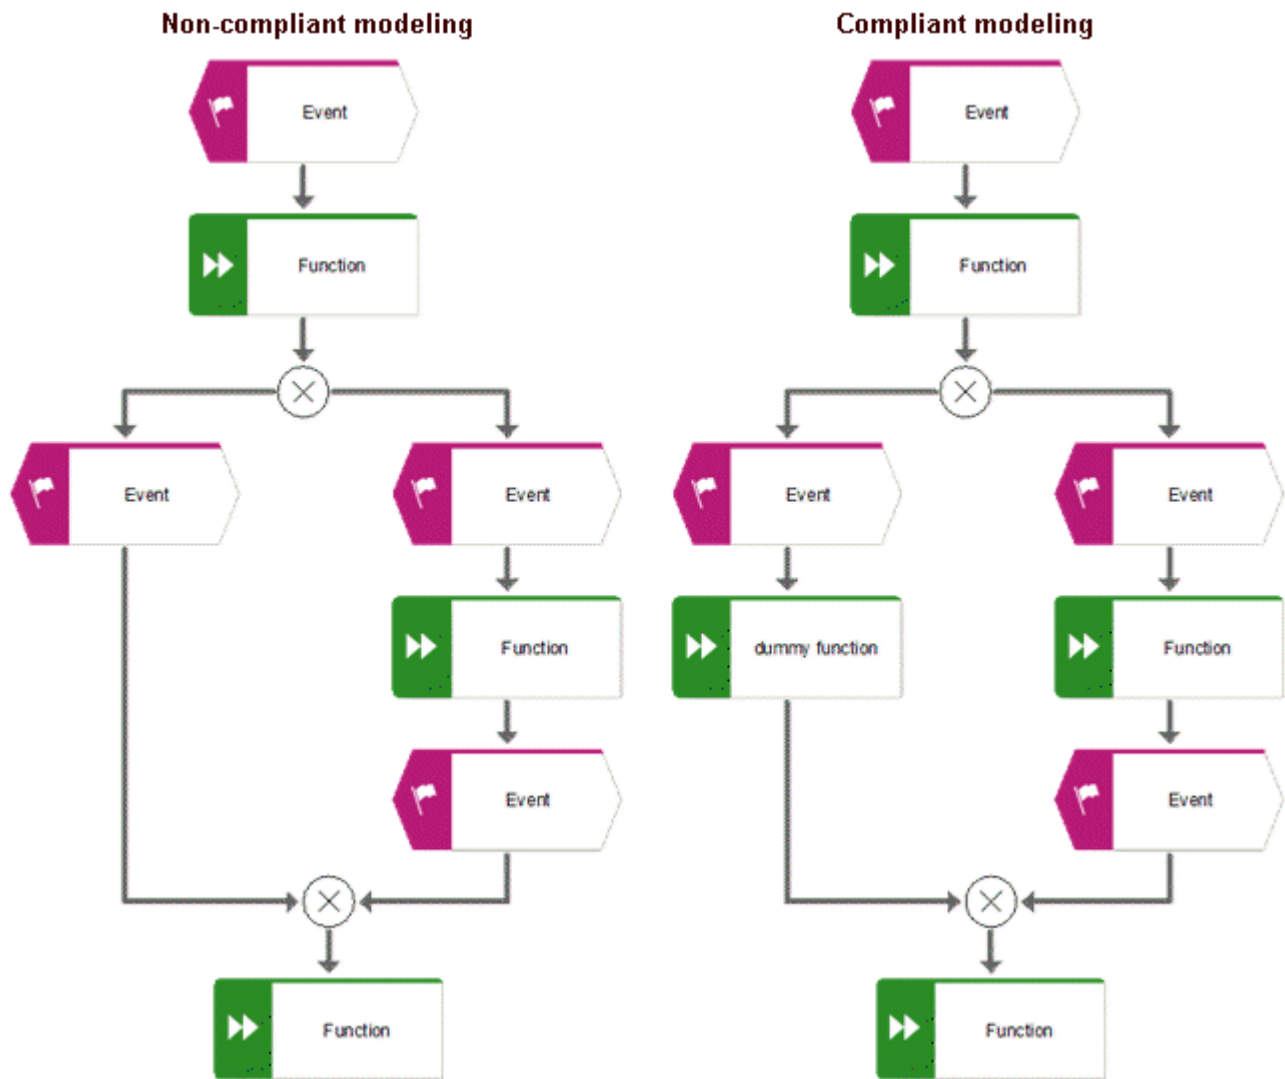 Non-compliant modeling
Compliant modeling
Event
Event
Function
Function
Event
Event
Event
Event
Function
dummy function
Function
Event
Event
Function
Function